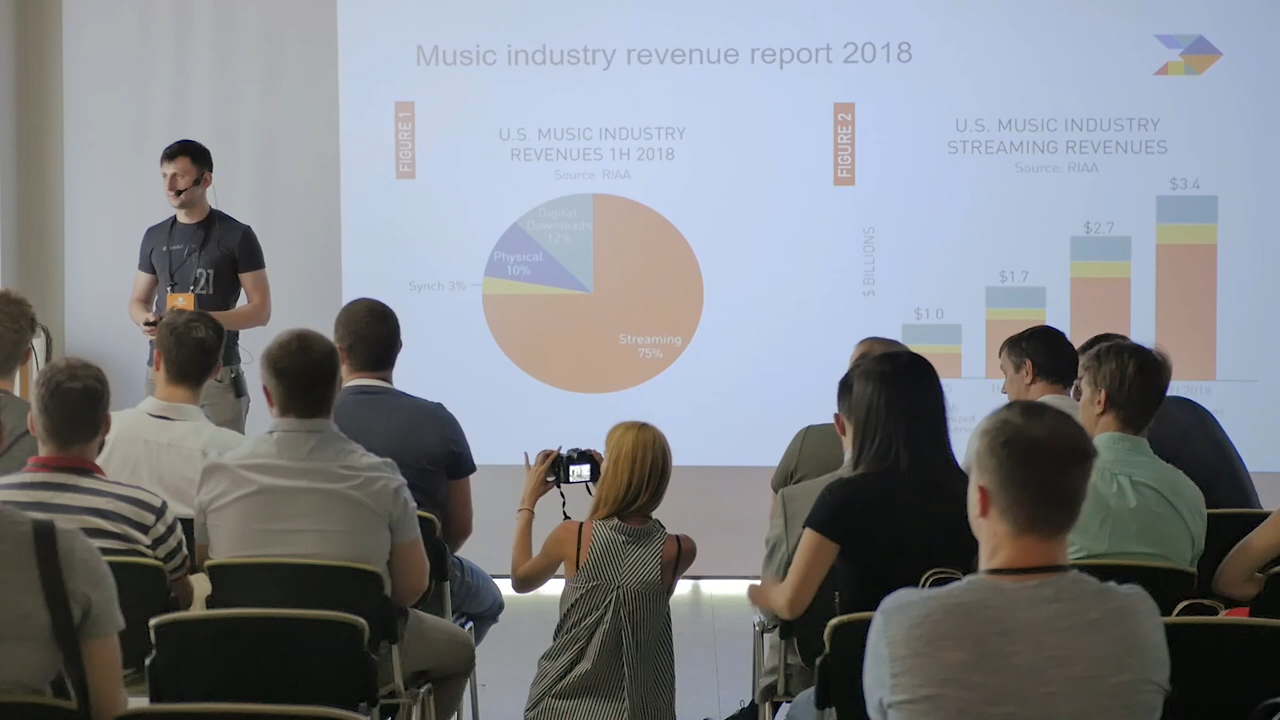 Music industry revenue report 2018
FIGURE 1
U.S. MUSIC INDUSTRY
REVENUES 1H 2018
Source: RIAA
Digital
Downloads
12%
Physical
10%
Synch 3%
Streaming
75%
FIGURE 2
U.S. MUSIC INDUSTRY
STREAMING REVENUES
Source: RIAA
$ BILLIONS
$1.0
$1.7
$2.7
$3.4
2018
21